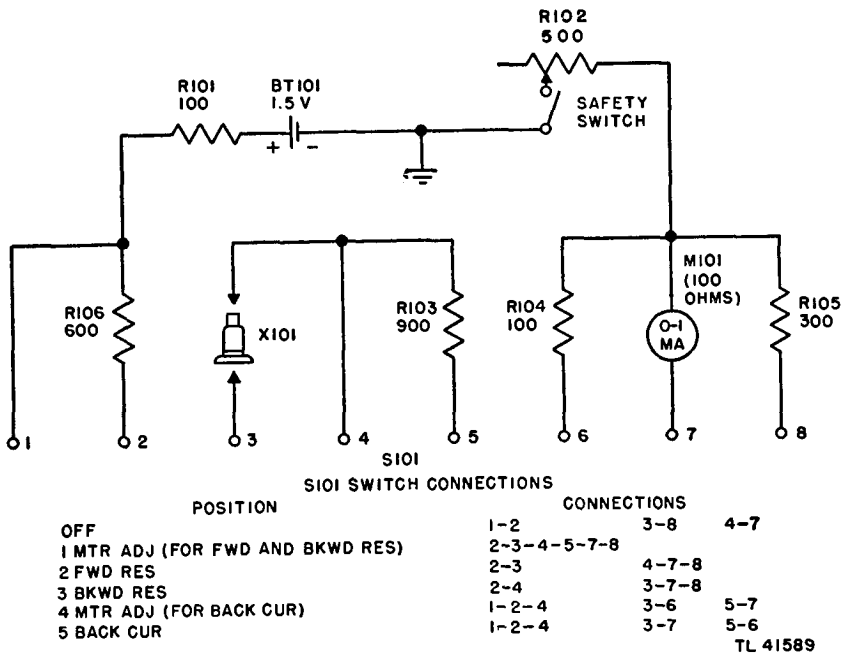 R102
500
R101
100
BT101
1.5 V
+ -
SAFETY
SWITCH
R106
600
X101
R103
900
R104
100
M101
(100
OHMS)
0-1
MA
R105
300
1 2 3 4 5 6 7 8
S101
S101 SWITCH CONNECTIONS
POSITION CONNECTIONS
OFF 1-2 3-8 4-7
1 MTR ADJ (FOR FWD AND BKWD RES) 2-3-4-5-7-8
2 FWD RES 2-3 4-7-8
3 BKWD RES 2-4 3-7-8
4 MTR ADJ (FOR BACK CUR) 1-2-4 3-6 5-7
5 BACK CUR 1-2-4 3-7 5-6
TL 41589